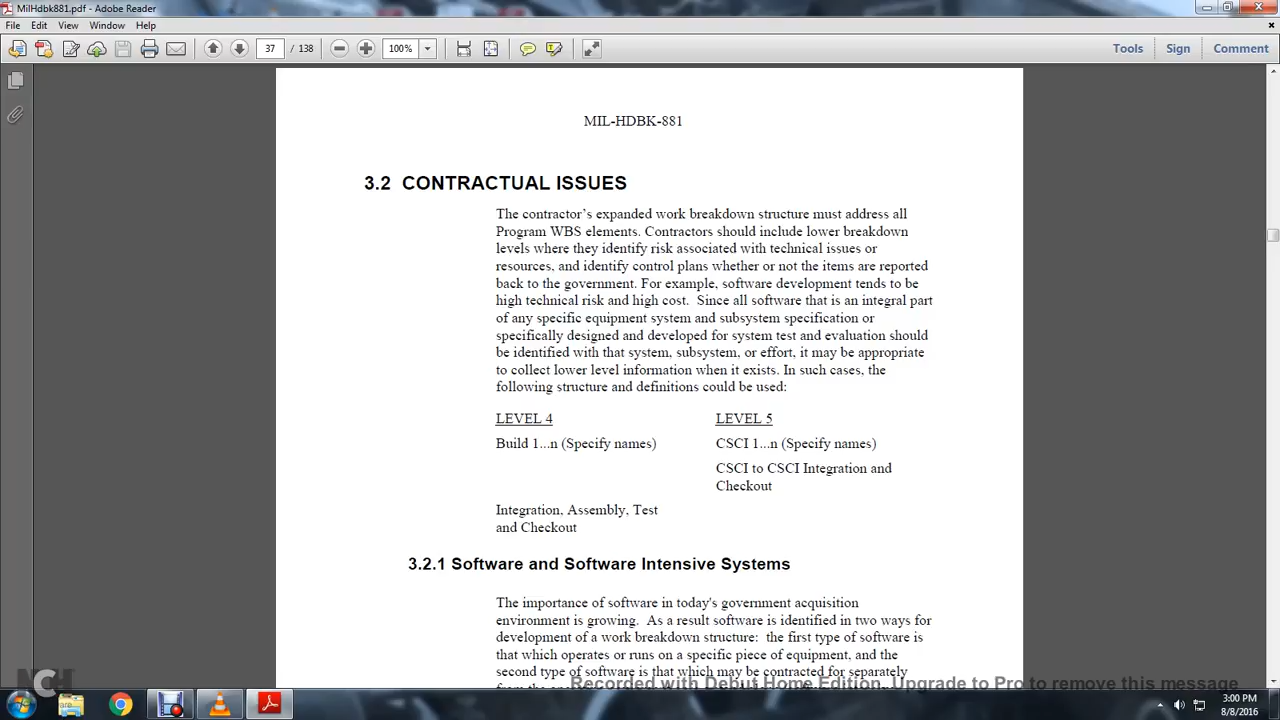 MilHdbk881.pdf - Adobe Reader
File Edit View Window Help
37 / 138 100% Tools Sign Comment
MIL-HDBK-881
3.2 CONTRACTUAL ISSUES
The contractor's expanded work breakdown structure must address all
Program WBS elements. Contractors should include lower breakdown
levels where they identify risk associated with technical issues or
resources, and identify control plans whether or not the items are reported
back to the government. For example, software development tends to be
high technical risk and high cost. Since all software that is an integral part
of any specific equipment system and subsystem specification or
specifically designed and developed for system test and evaluation should
be identified with that system, subsystem, or effort, it may be appropriate
to collect lower level information when it exists. In such cases, the
following structure and definitions could be used:
LEVEL 4 LEVEL 5
Build 1...n (Specify names) CSCI 1...n (Specify names)
CSCI to CSCI Integration and
Checkout
Integration, Assembly, Test
and Checkout
3.2.1 Software and Software Intensive Systems
The importance of software in today's government acquisition
environment is growing. As a result software is identified in two ways for
development of a work breakdown structure: the first type of software is
that which operates or runs on a specific piece of equipment, and the
second type of software is that which may be contracted for separately
Recorded with Debut Home Edition. Upgrade to Pro to remove this message
NCH
3:00 PM
8/8/2016